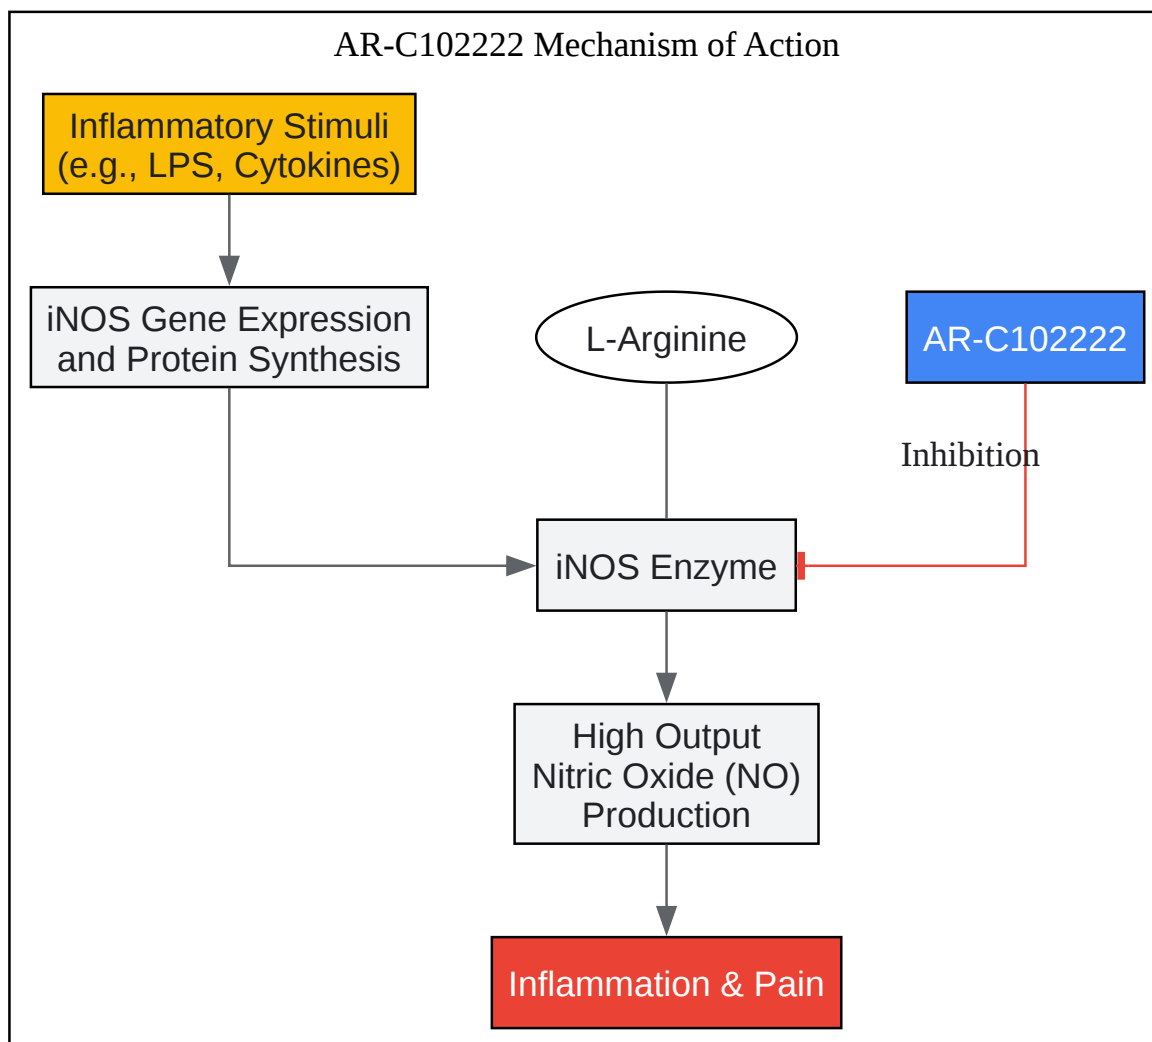 AR-C102222 Mechanism of Action
Inflammatory Stimuli
(e.g., LPS, Cytokines)
iNOS Gene Expression
and Protein Synthesis
L-Arginine
AR-C102222
Inhibition
iNOS Enzyme
High Output
Nitric Oxide (NO)
Production
Inflammation & Pain